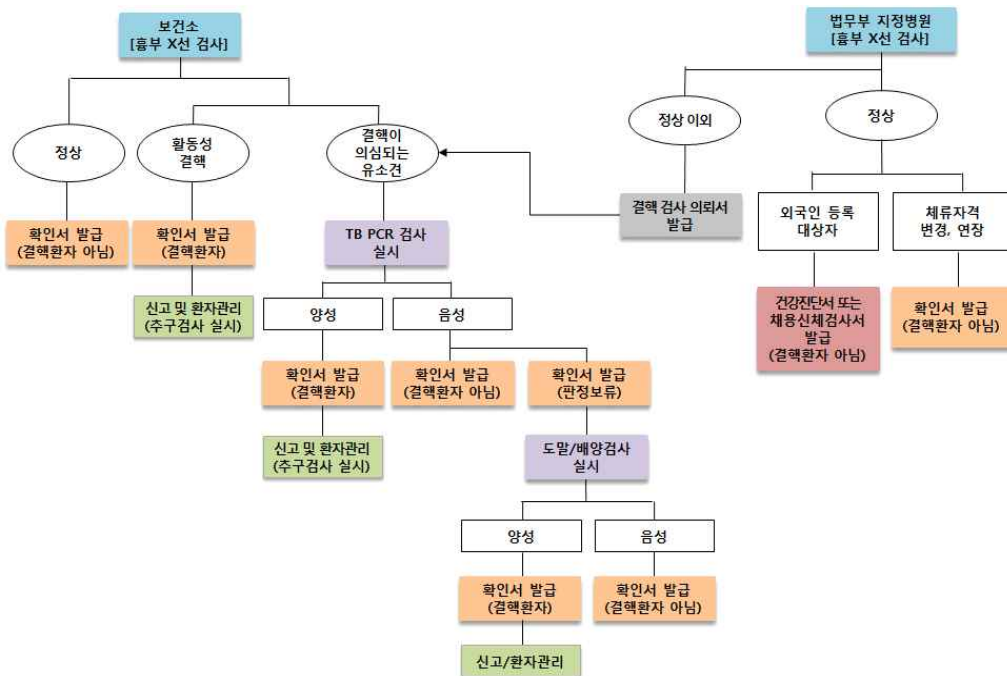 보건소
[흉부 X선 검사]
법무부 지정병원
[흉부 X선 검사]
정상
활동성
결핵
결핵이
의심되는
유소견
정상 이외
정상
확인서 발급
(결핵환자 아님)
확인서 발급
(결핵환자)
TB PCR 검사
실시
결핵 검사 의뢰서
발급
외국인 등록
대상자
체류자격
변경, 연장
신고 및 환자관리
(추구검사 실시)
양성
음성
건강진단서 또는
채용신체검사서
발급
(결핵환자 아님)
확인서 발급
(결핵환자 아님)
확인서 발급
(결핵환자)
확인서 발급
(결핵환자 아님)
확인서 발급
(판정보류)
신고 및 환자관리
(추구검사 실시)
도말/배양검사
실시
양성
음성
확인서 발급
(결핵환자)
확인서 발급
(결핵환자 아님)
신고/환자관리